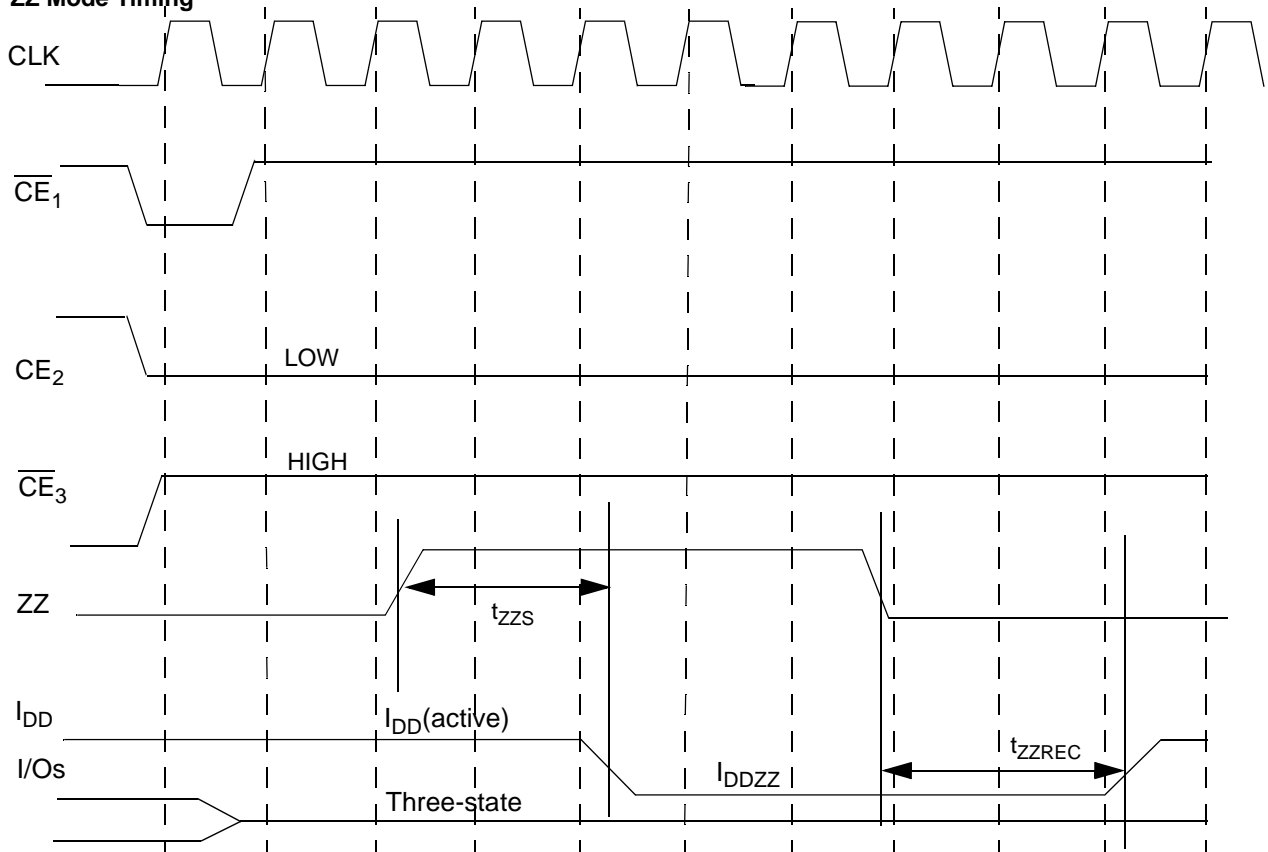 ZZ Mode Timing
CLK
CE₁
LOW
CE₂
HIGH
CE₃
ZZ
tZZS
IDD
IDD(active)
tZZREC
I/Os
IDDZZ
Three-state